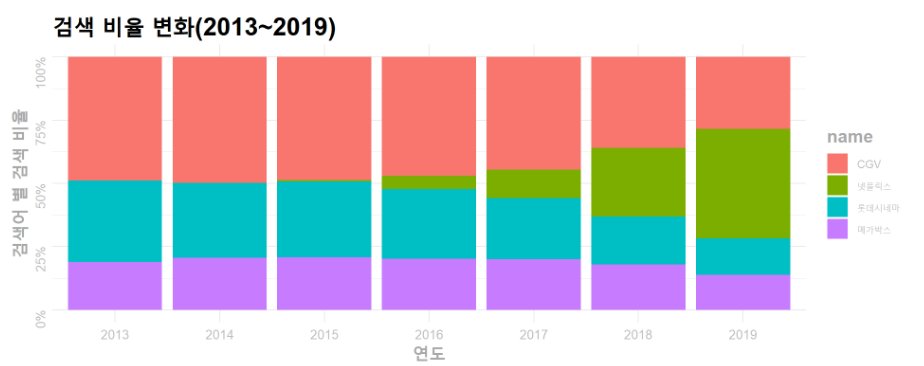 검색 비율 변화(2013~2019)
검색어 별 검색 비율
100%
75%
50%
25%
0%
2013 2014 2015 2016 2017 2018 2019
연도
name
CGV
넷플릭스
롯데시네마
메가박스